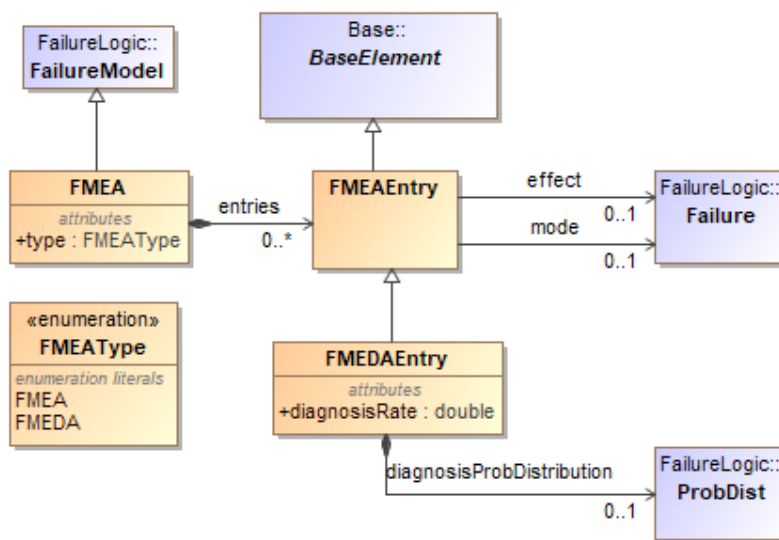 FailureLogic::
FailureModel
Base::
BaseElement
FMEA
attributes
+type : FMEAType
entries
0..*
FMEAEntry
effect
0..1
mode
0..1
FailureLogic::
Failure
«enumeration»
FMEAType
enumeration literals
FMEA
FMEDA
FMEDAEntry
attributes
+diagnosisRate : double
diagnosisProbDistribution
0..1
FailureLogic::
ProbDist